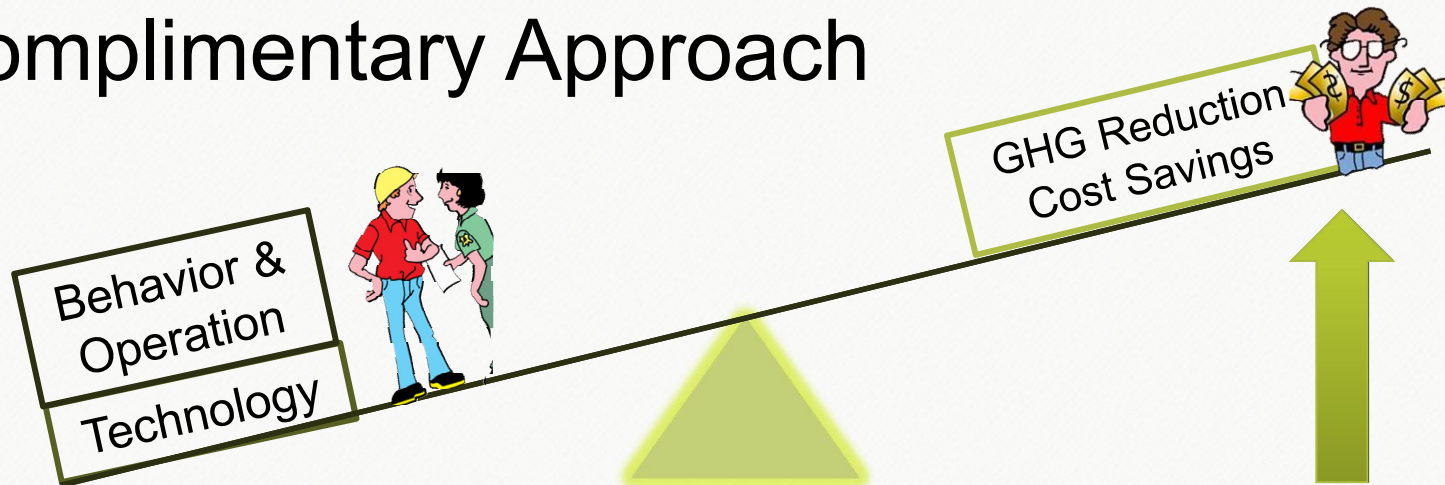 omplimentary Approach
GHG Reduction
Cost Savings
$ $
Behavior &
Operation
Technology